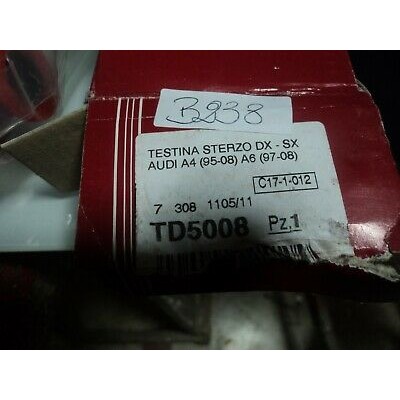 B238
TESTINA STERZO DX - SX
AUDI A4 (95-08) A6 (97-08)
C17-1-012
7 308 1105/11
TD5008 Pz,1